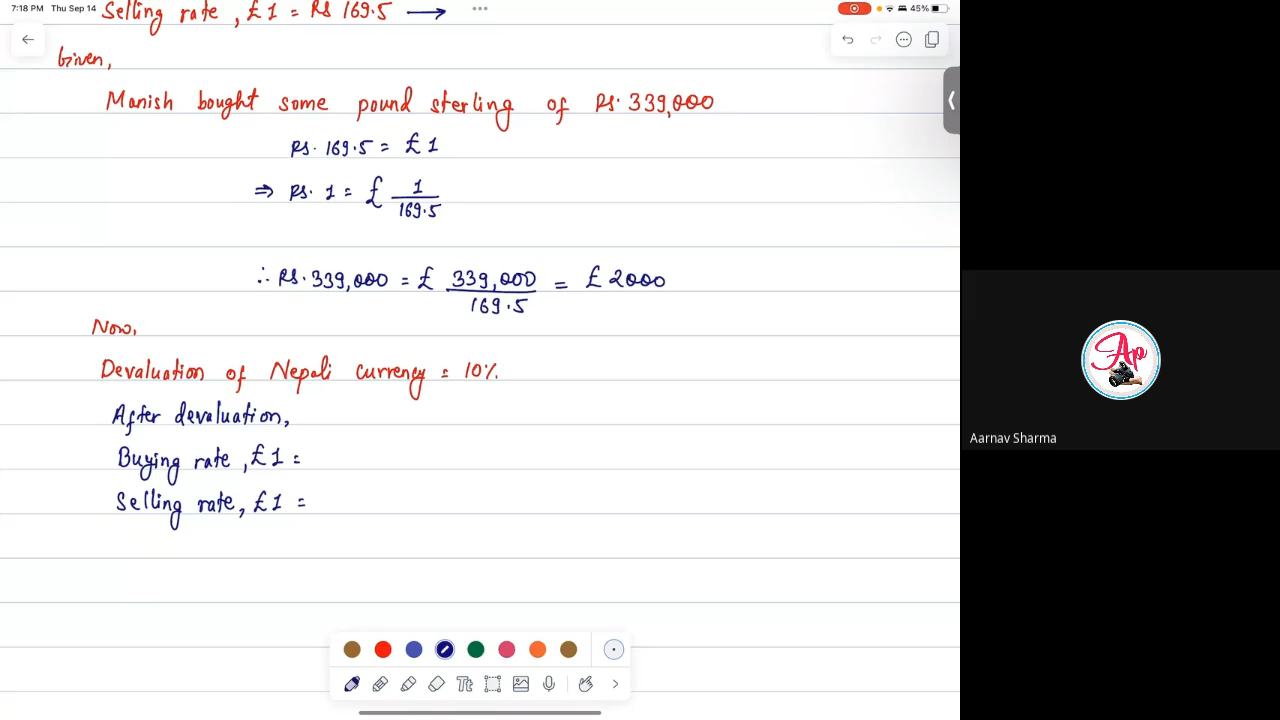 7:18 PM Thu Sep 14
45%
Selling rate, £1 = Rs 169.5 →
Given,
Manish bought some pound sterling of Rs. 339,000
Rs. 169.5 = £1
⇒ Rs. 1 = £ 1/169.5
∴ Rs. 339,000 = £ 339,000/169.5 = £2000
Now,
Devaluation of Nepali currency = 10%.
After devaluation,
Buying rate, £1 =
Selling rate, £1 =
Tt
Ap
Aarnav Sharma